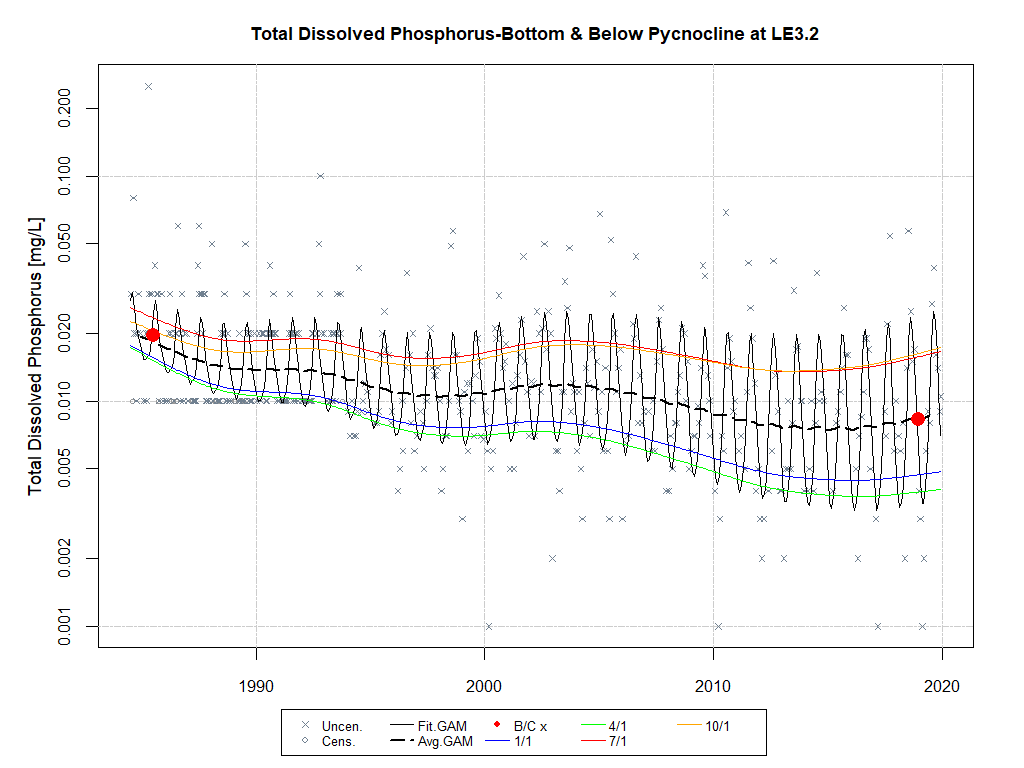 Total Dissolved Phosphorus-Bottom & Below Pycnocline at LE3.2
Total Dissolved Phosphorus [mg/L]
0.200
0.100
0.050
0.020
0.010
0.005
0.002
0.001
1990 2000 2010 2020
Uncen. Fit.GAM B/C x 4/1 10/1
Cens. Avg.GAM 1/1 7/1